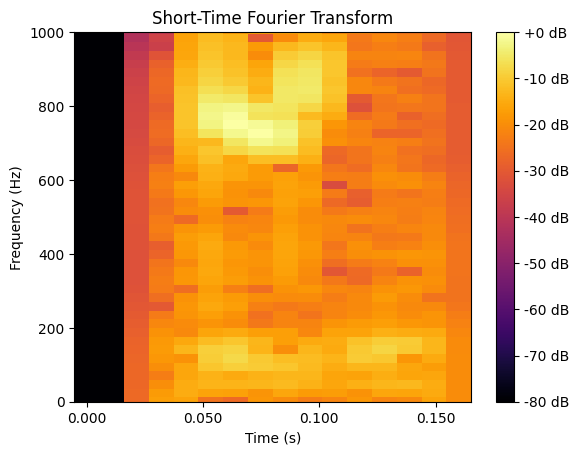 Short-Time Fourier Transform
1000
800
600
400
200
0
Frequency (Hz)
0.000
0.050
0.100
0.150
Time (s)
+0 dB
-10 dB
-20 dB
-30 dB
-40 dB
-50 dB
-60 dB
-70 dB
-80 dB